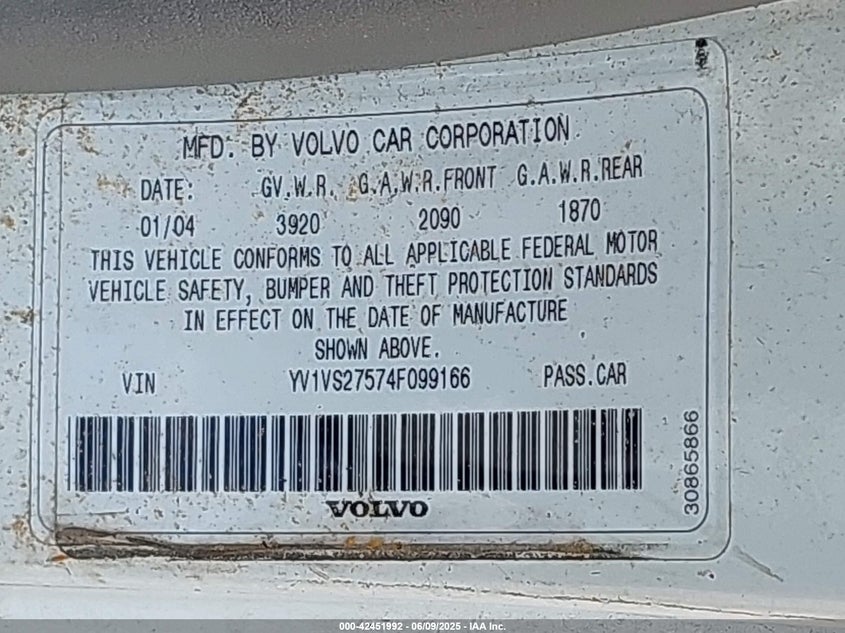 MFD. BY VOLVO CAR CORPORATION
DATE: GV.W.R. G.A.W.R.FRONT G.A.W.R.REAR
01/04 3920 2090 1870
THIS VEHICLE CONFORMS TO ALL APPLICABLE FEDERAL MOTOR
VEHICLE SAFETY, BUMPER AND THEFT PROTECTION STANDARDS
IN EFFECT ON THE DATE OF MANUFACTURE
SHOWN ABOVE.
VIN YV1VS27574F099166 PASS.CAR
30865866
VOLVO
000-42451992 - 06/09/2025 - IAA Inc.